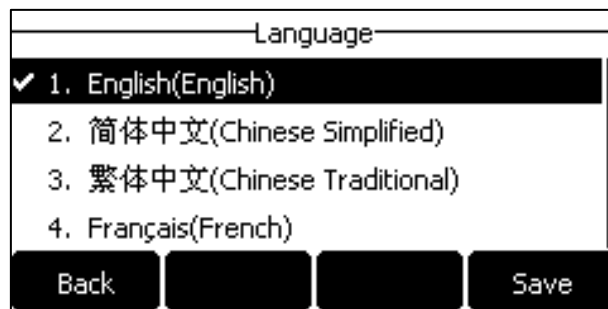 Language
✔ 1. English(English)
2. 简体中文(Chinese Simplified)
3. 繁体中文(Chinese Traditional)
4. Français(French)
Back Save